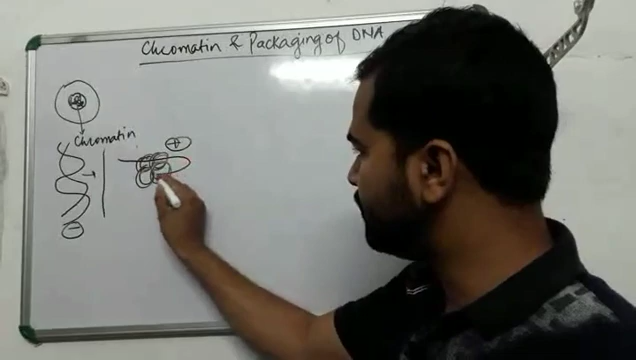 Chromatin & Packaging of DNA
Chromatin
+
−